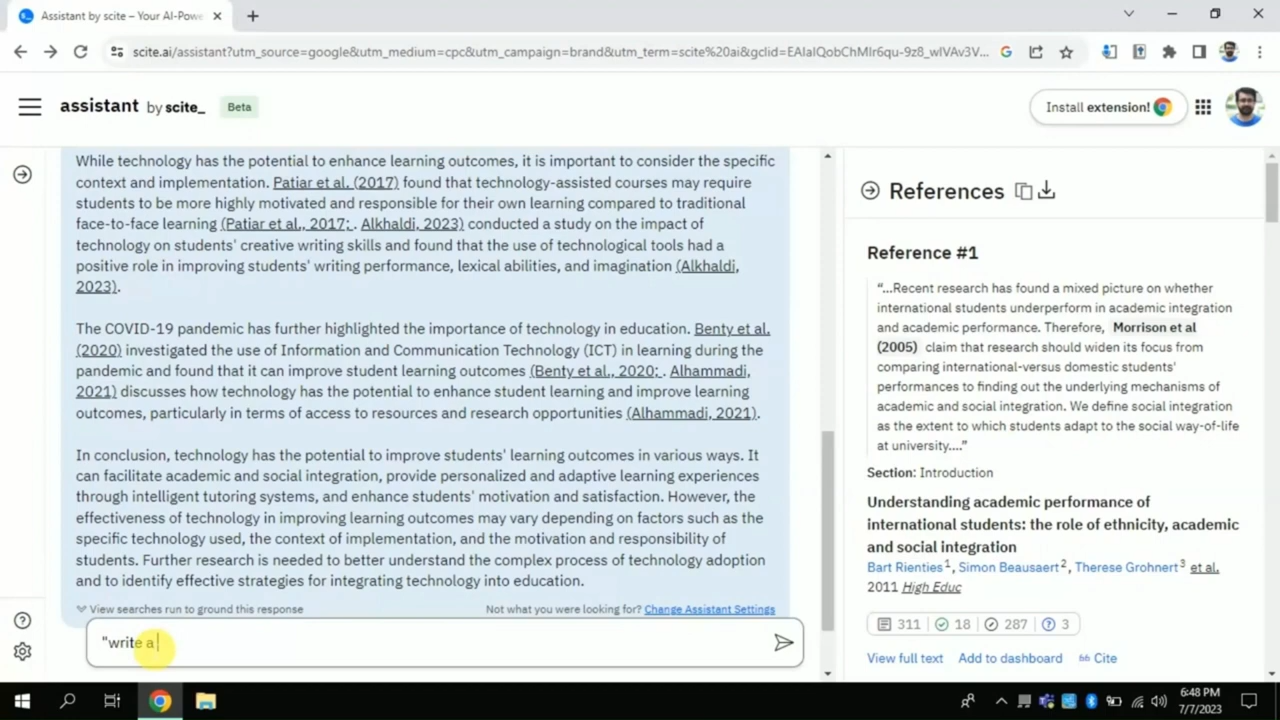 Assistant by scite – Your AI-Powe
scite.ai/assistant?utm_source=google&utm_medium=cpc&utm_campaign=brand&utm_term=scite%20ai&gclid=EAIaIQobChMIr6qu-9z8_wIVAv3V...
assistant by scite_ Beta
Install extension!
While technology has the potential to enhance learning outcomes, it is important to consider the specific
context and implementation. Patiar et al. (2017) found that technology-assisted courses may require
students to be more highly motivated and responsible for their own learning compared to traditional
face-to-face learning (Patiar et al., 2017; . Alkhaldi, 2023) conducted a study on the impact of
technology on students' creative writing skills and found that the use of technological tools had a
positive role in improving students' writing performance, lexical abilities, and imagination (Alkhaldi,
2023).
The COVID-19 pandemic has further highlighted the importance of technology in education. Benty et al.
(2020) investigated the use of Information and Communication Technology (ICT) in learning during the
pandemic and found that it can improve student learning outcomes (Benty et al., 2020; . Alhammadi,
2021) discusses how technology has the potential to enhance student learning and improve learning
outcomes, particularly in terms of access to resources and research opportunities (Alhammadi, 2021).
In conclusion, technology has the potential to improve students' learning outcomes in various ways. It
can facilitate academic and social integration, provide personalized and adaptive learning experiences
through intelligent tutoring systems, and enhance students' motivation and satisfaction. However, the
effectiveness of technology in improving learning outcomes may vary depending on factors such as the
specific technology used, the context of implementation, and the motivation and responsibility of
students. Further research is needed to better understand the complex process of technology adoption
and to identify effective strategies for integrating technology into education.
View searches run to ground this response
Not what you were looking for? Change Assistant Settings
"write a
References
Reference #1
“...Recent research has found a mixed picture on whether
international students underperform in academic integration
and academic performance. Therefore, Morrison et al
(2005) claim that research should widen its focus from
comparing international-versus domestic students'
performances to finding out the underlying mechanisms of
academic and social integration. We define social integration
as the extent to which students adapt to the social way-of-life
at university....”
Section: Introduction
Understanding academic performance of
international students: the role of ethnicity, academic
and social integration
Bart Rienties1, Simon Beausaert2, Therese Grohnert3 et al.
2011 High Educ
311 18 287 3
View full text Add to dashboard Cite
6:48 PM
7/7/2023